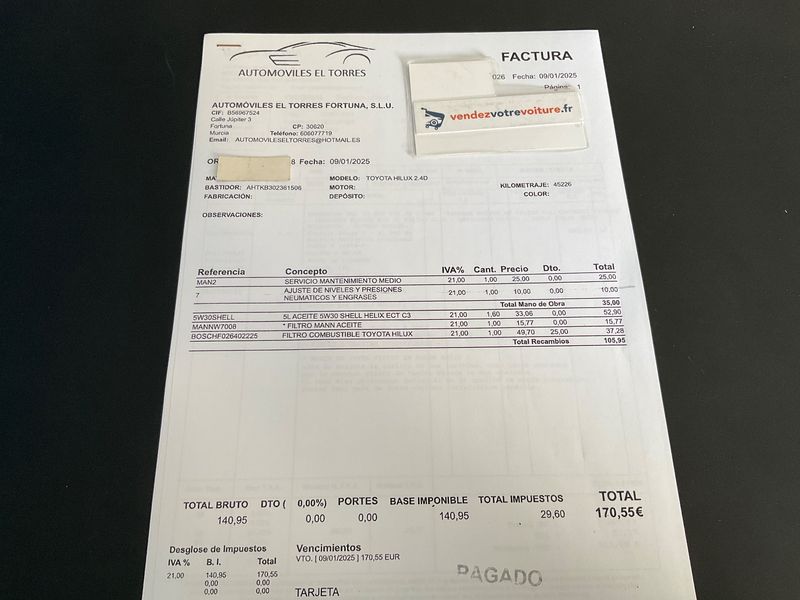 FACTURA
AUTOMOVILES EL TORRES
026 Fecha: 09/01/2025
Página: 1
vendezvotrevoiture.fr
AUTOMÓVILES EL TORRES FORTUNA, S.L.U.
CIF: B56967524
Calle Júpiter 3
Fortuna CP: 30620
Murcia Teléfono: 606077719
Email: AUTOMOVILESELTORRES@HOTMAIL.ES
OR 8 Fecha: 09/01/2025
MA MODELO: TOYOTA HILUX 2.4D
BASTIDOR: AHTKB302361506 MOTOR: KILOMETRAJE: 45226
FABRICACIÓN: DEPÓSITO: COLOR:
OBSERVACIONES:
Referencia Concepto IVA% Cant. Precio Dto. Total
MAN2 SERVICIO MANTENIMIENTO MEDIO 21,00 1,00 25,00 0,00 25,00
7 AJUSTE DE NIVELES Y PRESIONES NEUMATICOS Y ENGRASES 21,00 1,00 10,00 0,00 10,00
Total Mano de Obra 35,00
5W30SHELL 5L ACEITE 5W30 SHELL HELIX ECT C3 21,00 1,60 33,06 0,00 52,90
MANNW7008 * FILTRO MANN ACEITE 21,00 1,00 15,77 0,00 15,77
BOSCHF026402225 FILTRO COMBUSTIBLE TOYOTA HILUX 21,00 1,00 49,70 25,00 37,28
Total Recambios 105,95
TOTAL BRUTO DTO ( 0,00%) PORTES BASE IMPONIBLE TOTAL IMPUESTOS TOTAL
140,95 0,00 0,00 140,95 29,60 170,55€
Desglose de Impuestos Vencimientos
IVA % B. I. Total VTO. [ 09/01/2025 ] 170,55 EUR
21,00 140,95 170,55
0,00 0,00
0,00 0,00
PAGADO
TARJETA